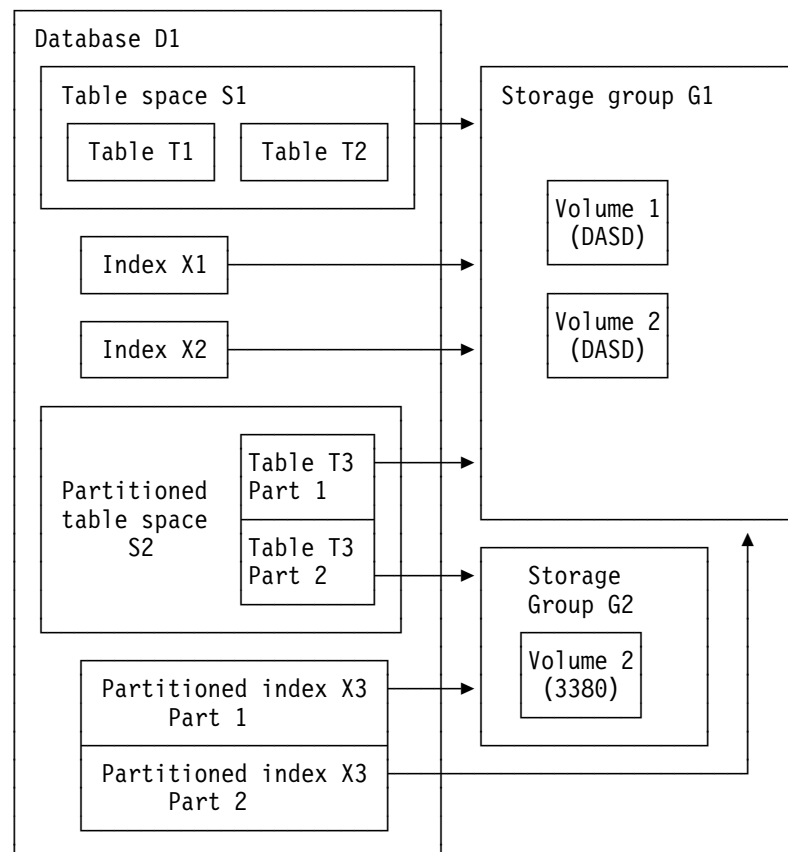 Database D1
Table space S1
Table T1
Table T2
Index X1
Index X2
Partitioned
table space
S2
Table T3
Part 1
Table T3
Part 2
Partitioned index X3
Part 1
Partitioned index X3
Part 2
Storage group G1
Volume 1
(DASD)
Volume 2
(DASD)
Storage
Group G2
Volume 2
(3380)